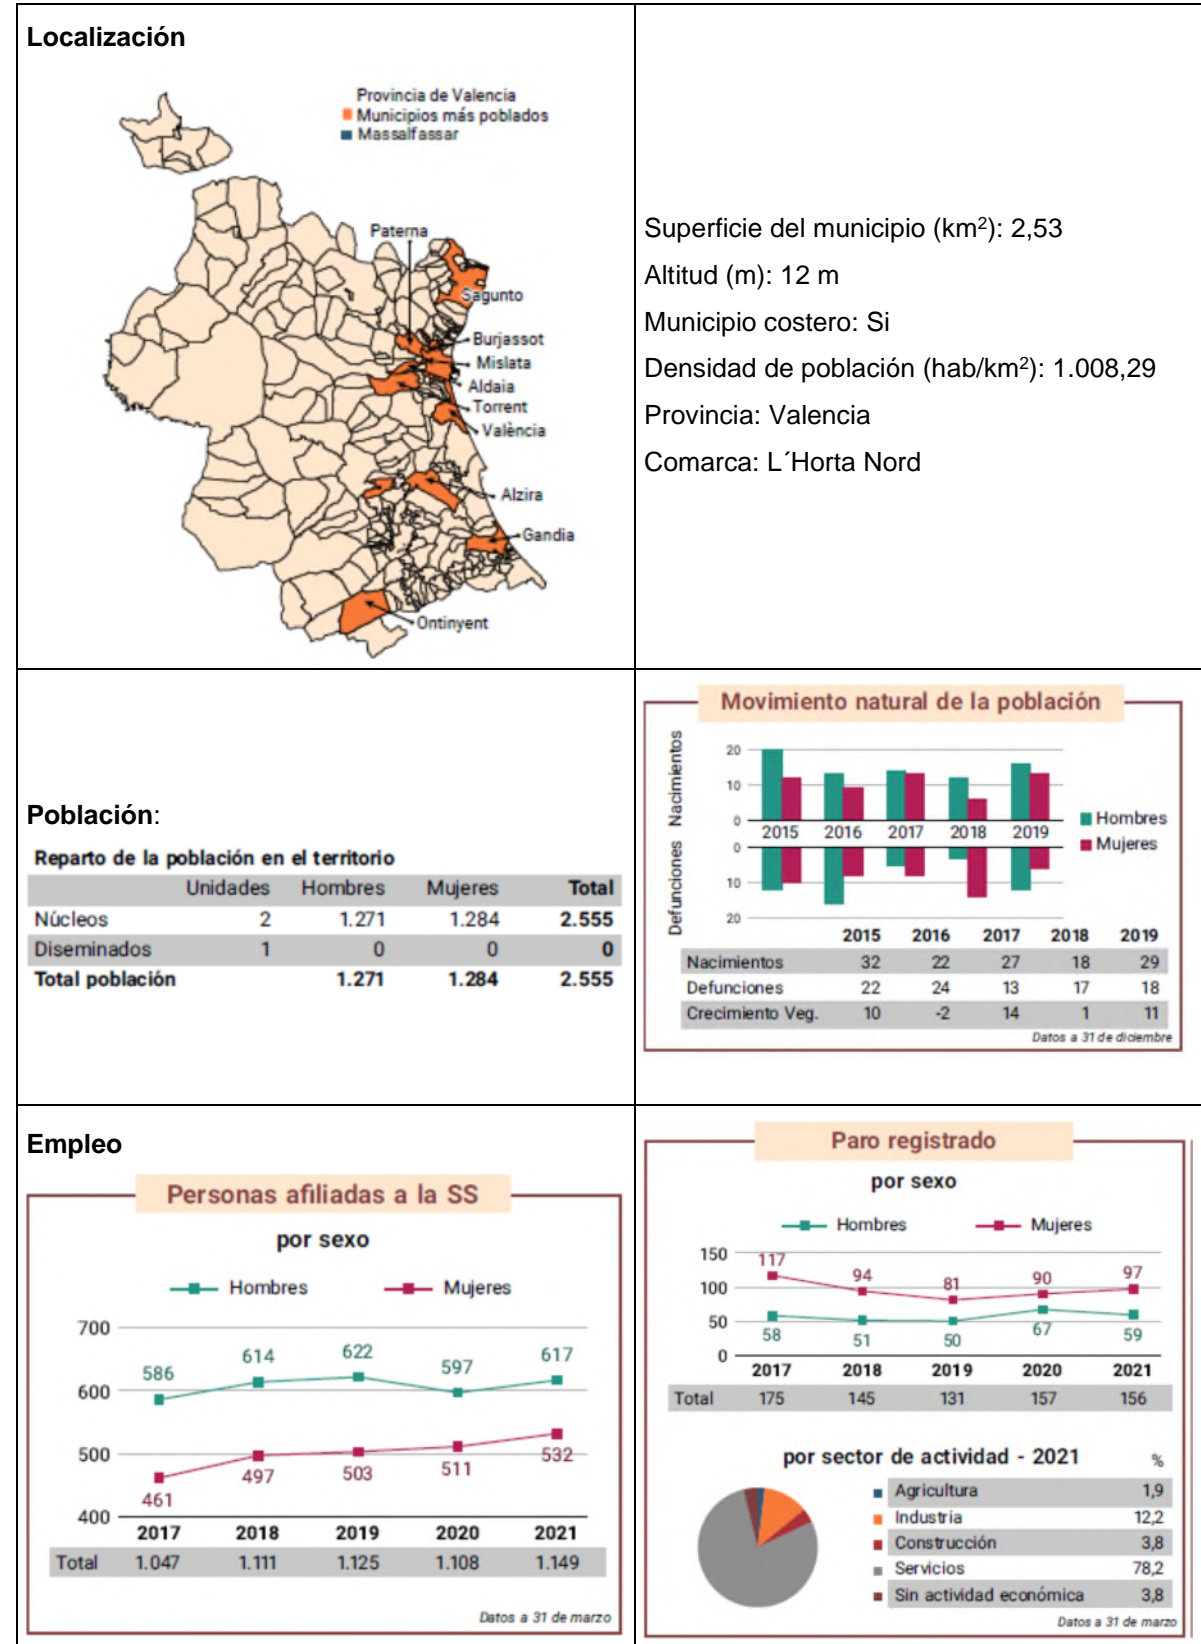 Localización
Provincia de Valencia
Municipios más poblados
Massalfassar
Paterna
Sagunto
Burjassot
Mislata
Aldaia
Torrent
València
Alzira
Gandia
Ontinyent
Superficie del municipio (km²): 2,53
Altitud (m): 12 m
Municipio costero: Si
Densidad de población (hab/km²): 1.008,29
Provincia: Valencia
Comarca: L´Horta Nord
Población:
Reparto de la población en el territorio
Unidades Hombres Mujeres Total
Núcleos 2 1.271 1.284 2.555
Diseminados 1 0 0 0
Total población 1.271 1.284 2.555
Movimiento natural de la población
Nacimientos
20
10
0
2015 2016 2017 2018 2019
Defunciones
0
10
20
Hombres
Mujeres
2015 2016 2017 2018 2019
Nacimientos 32 22 27 18 29
Defunciones 22 24 13 17 18
Crecimiento Veg. 10 -2 14 1 11
Datos a 31 de diciembre
Empleo
Personas afiliadas a la SS
por sexo
Hombres Mujeres
700
600
500
400
586 614 622 597 617
461 497 503 511 532
2017 2018 2019 2020 2021
Total 1.047 1.111 1.125 1.108 1.149
Datos a 31 de marzo
Paro registrado
por sexo
Hombres Mujeres
150
100
50
0
117 94 81 90 97
58 51 50 67 59
2017 2018 2019 2020 2021
Total 175 145 131 157 156
por sector de actividad - 2021 %
Agricultura 1,9
Industria 12,2
Construcción 3,8
Servicios 78,2
Sin actividad económica 3,8
Datos a 31 de marzo